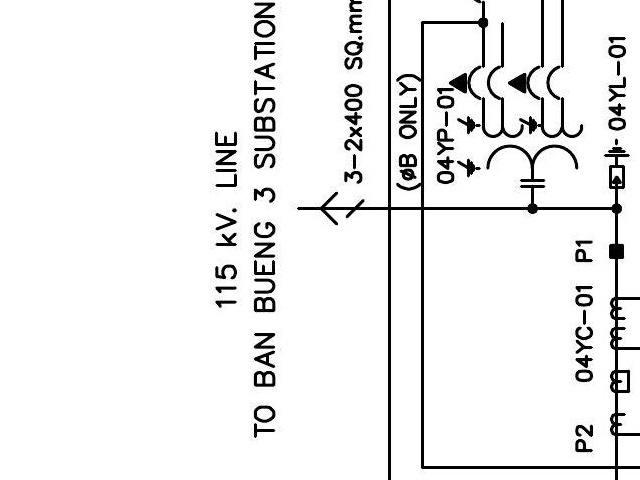 115 kV. LINE
TO BAN BUENG 3 SUBSTATION
3-2x400 SQ.mm
(øB ONLY)
04YP-01
04YL-01
P1
04YC-01
P2